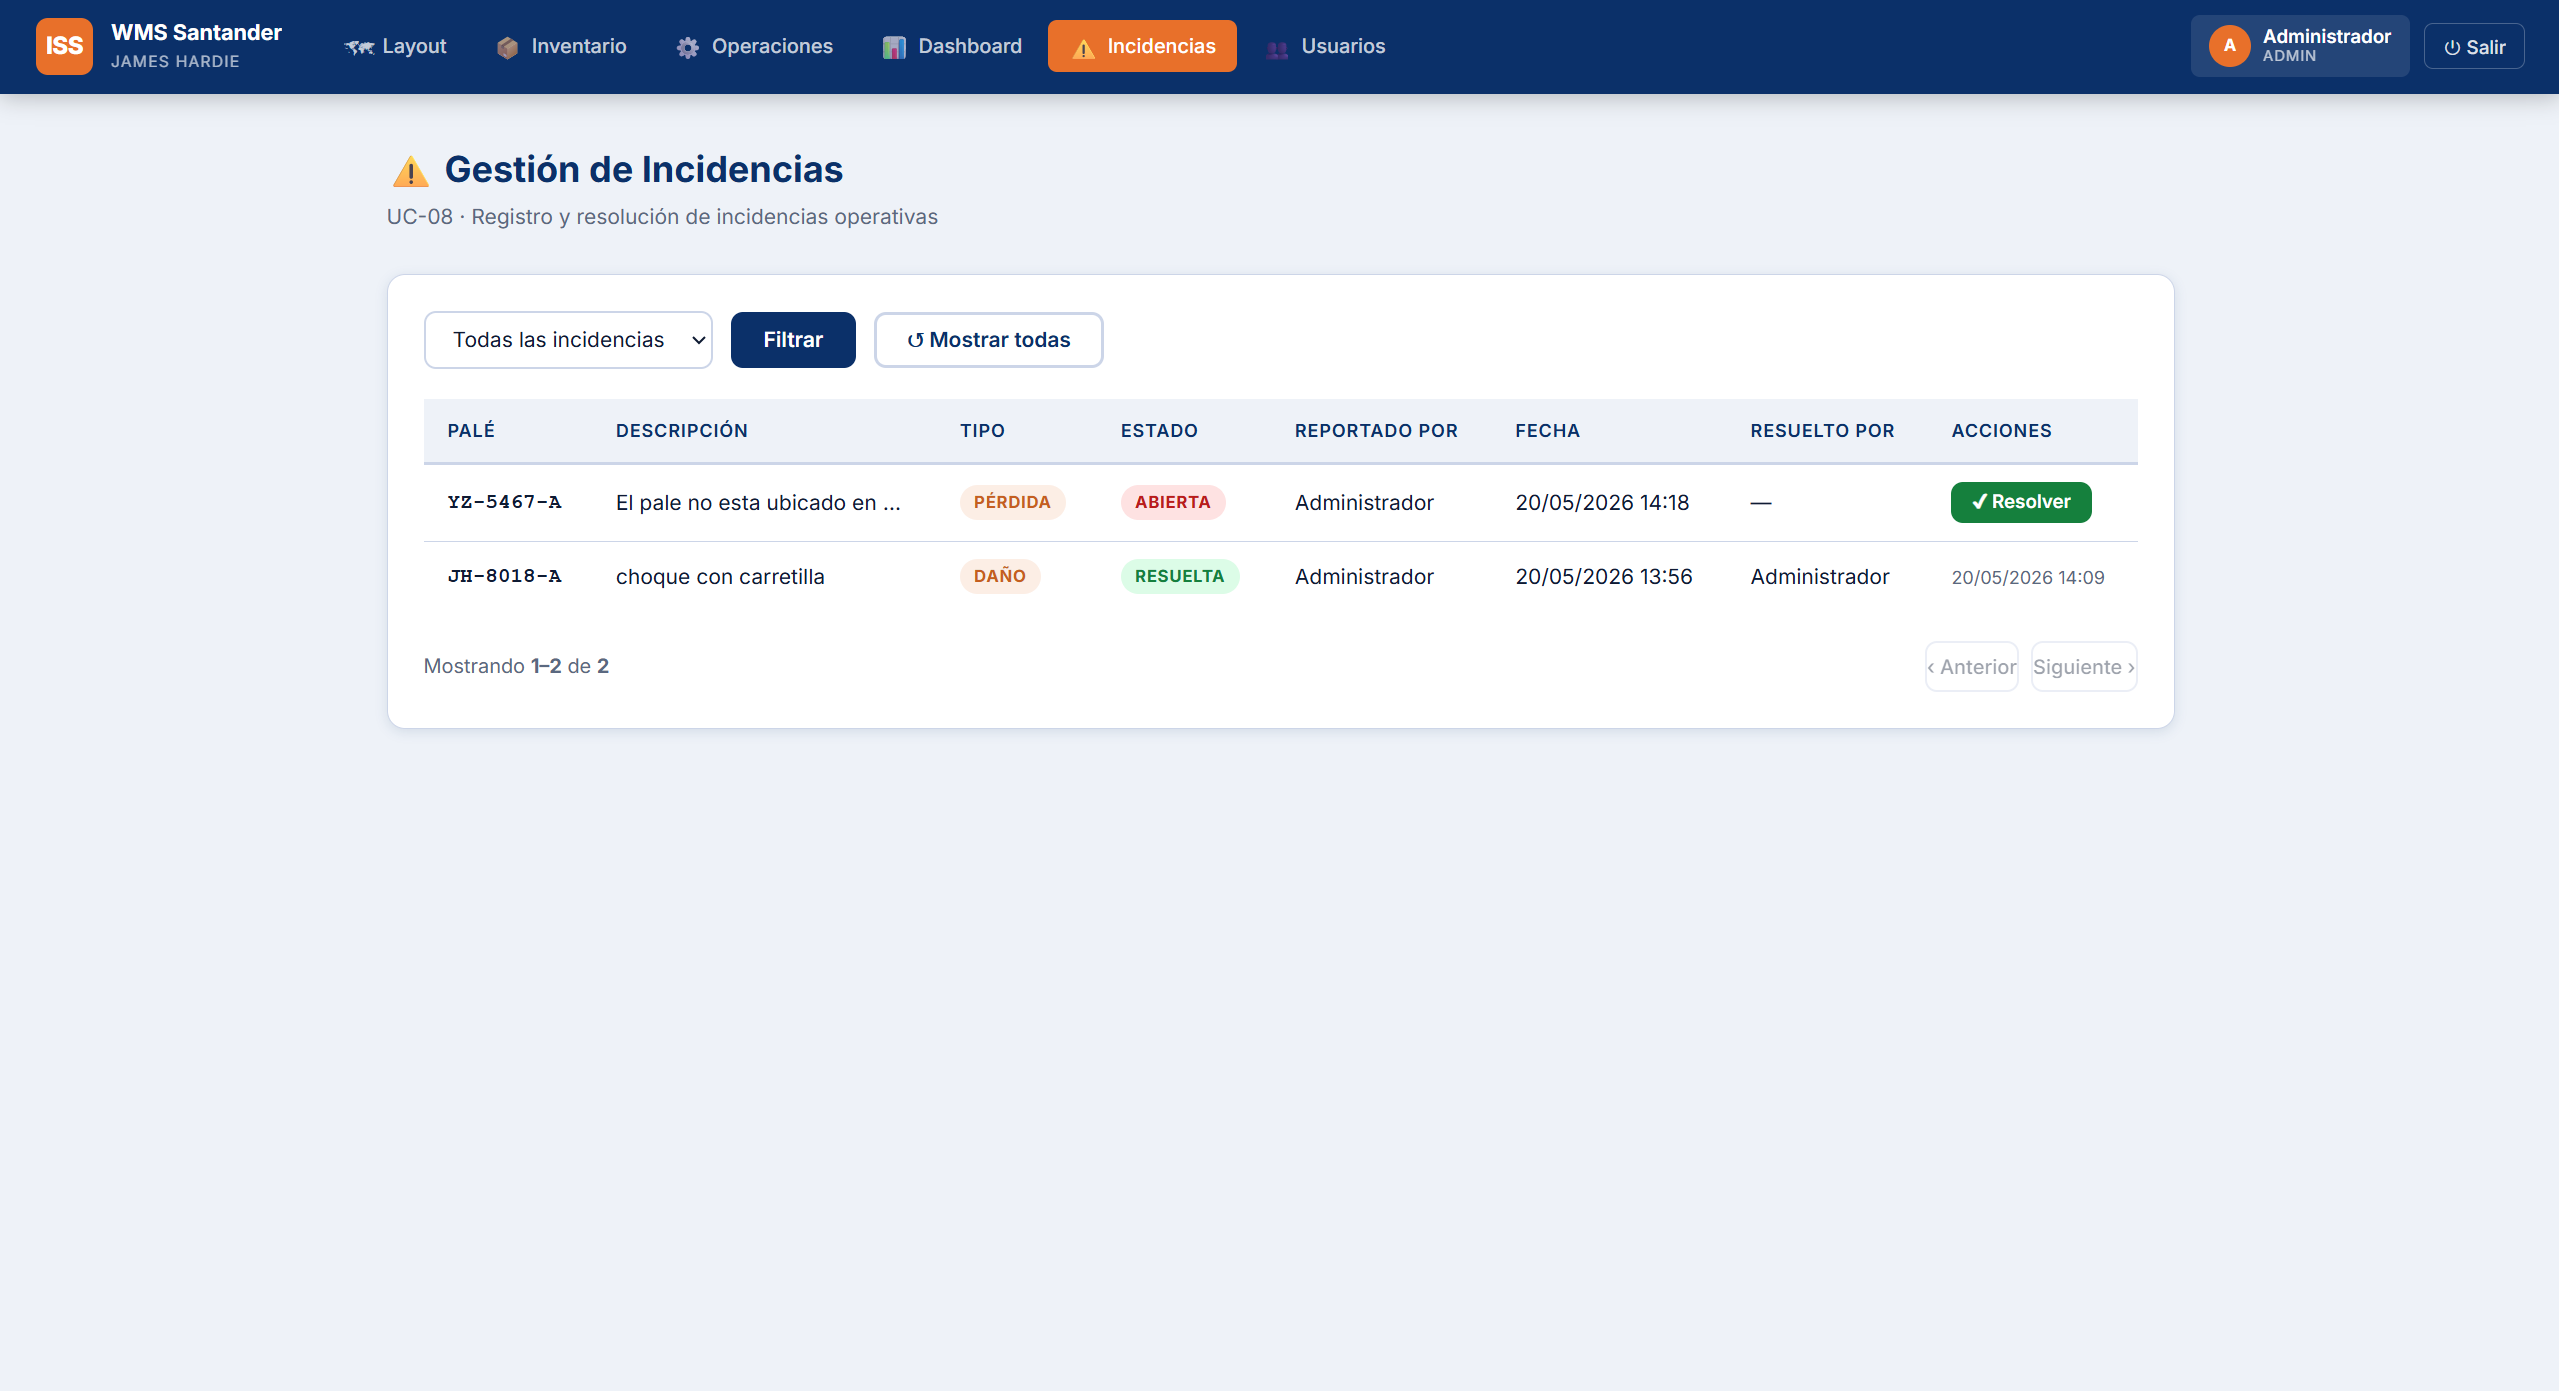 ISS
WMS Santander
JAMES HARDIE
Layout
Inventario
Operaciones
Dashboard
Incidencias
Usuarios
A
Administrador
ADMIN
Salir
Gestión de Incidencias
UC-08 · Registro y resolución de incidencias operativas
Todas las incidencias
Filtrar
↺ Mostrar todas
PALÉ DESCRIPCIÓN TIPO ESTADO REPORTADO POR FECHA RESUELTO POR ACCIONES
YZ-5467-A El pale no esta ubicado en ... PÉRDIDA ABIERTA Administrador 20/05/2026 14:18 — ✓ Resolver
JH-8018-A choque con carretilla DAÑO RESUELTA Administrador 20/05/2026 13:56 Administrador 20/05/2026 14:09
Mostrando 1–2 de 2
‹ Anterior
Siguiente ›